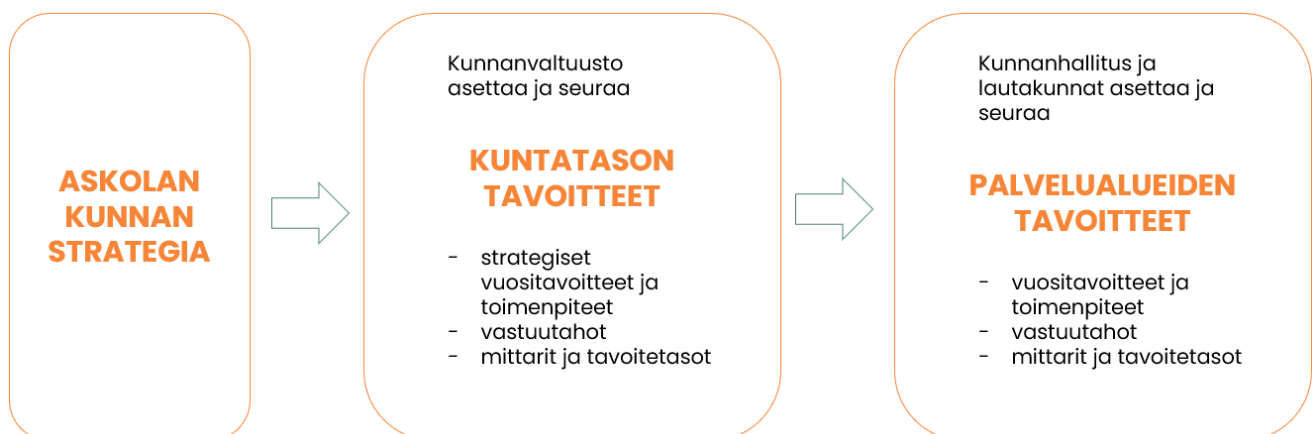 ASKOLAN
KUNNAN
STRATEGIA
Kunnanvaltuusto
asettaa ja seuraa
KUNTATASON
TAVOITTEET
- strategiset
vuositavoitteet ja
toimenpiteet
- vastuutahot
- mittarit ja tavoitetasot
Kunnanhallitus ja
lautakunnat asettaa ja
seuraa
PALVELUALUEIDEN
TAVOITTEET
- vuositavoitteet ja
toimenpiteet
- vastuutahot
- mittarit ja tavoitetasot